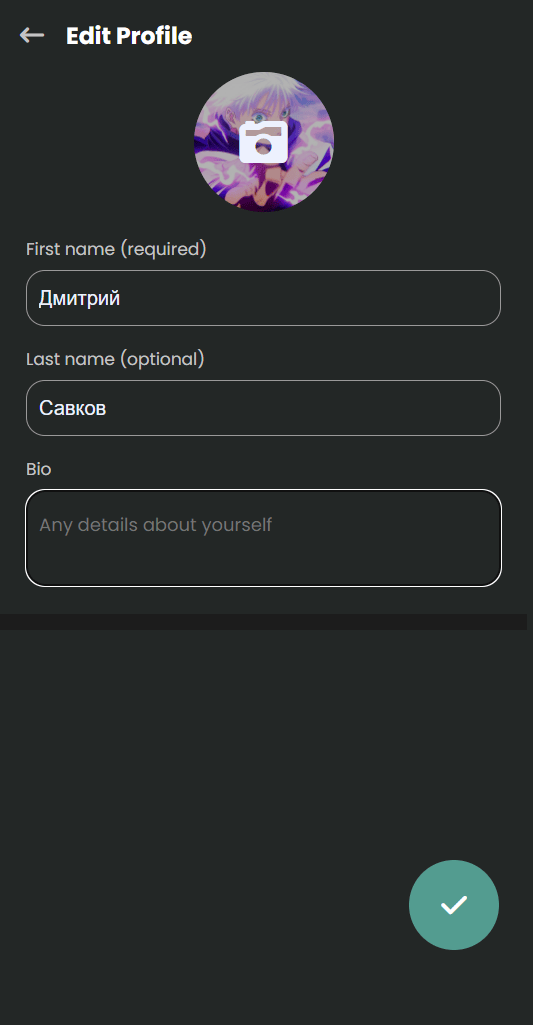 Edit Profile
First name (required)
Дмитрий
Last name (optional)
Савков
Bio
Any details about yourself